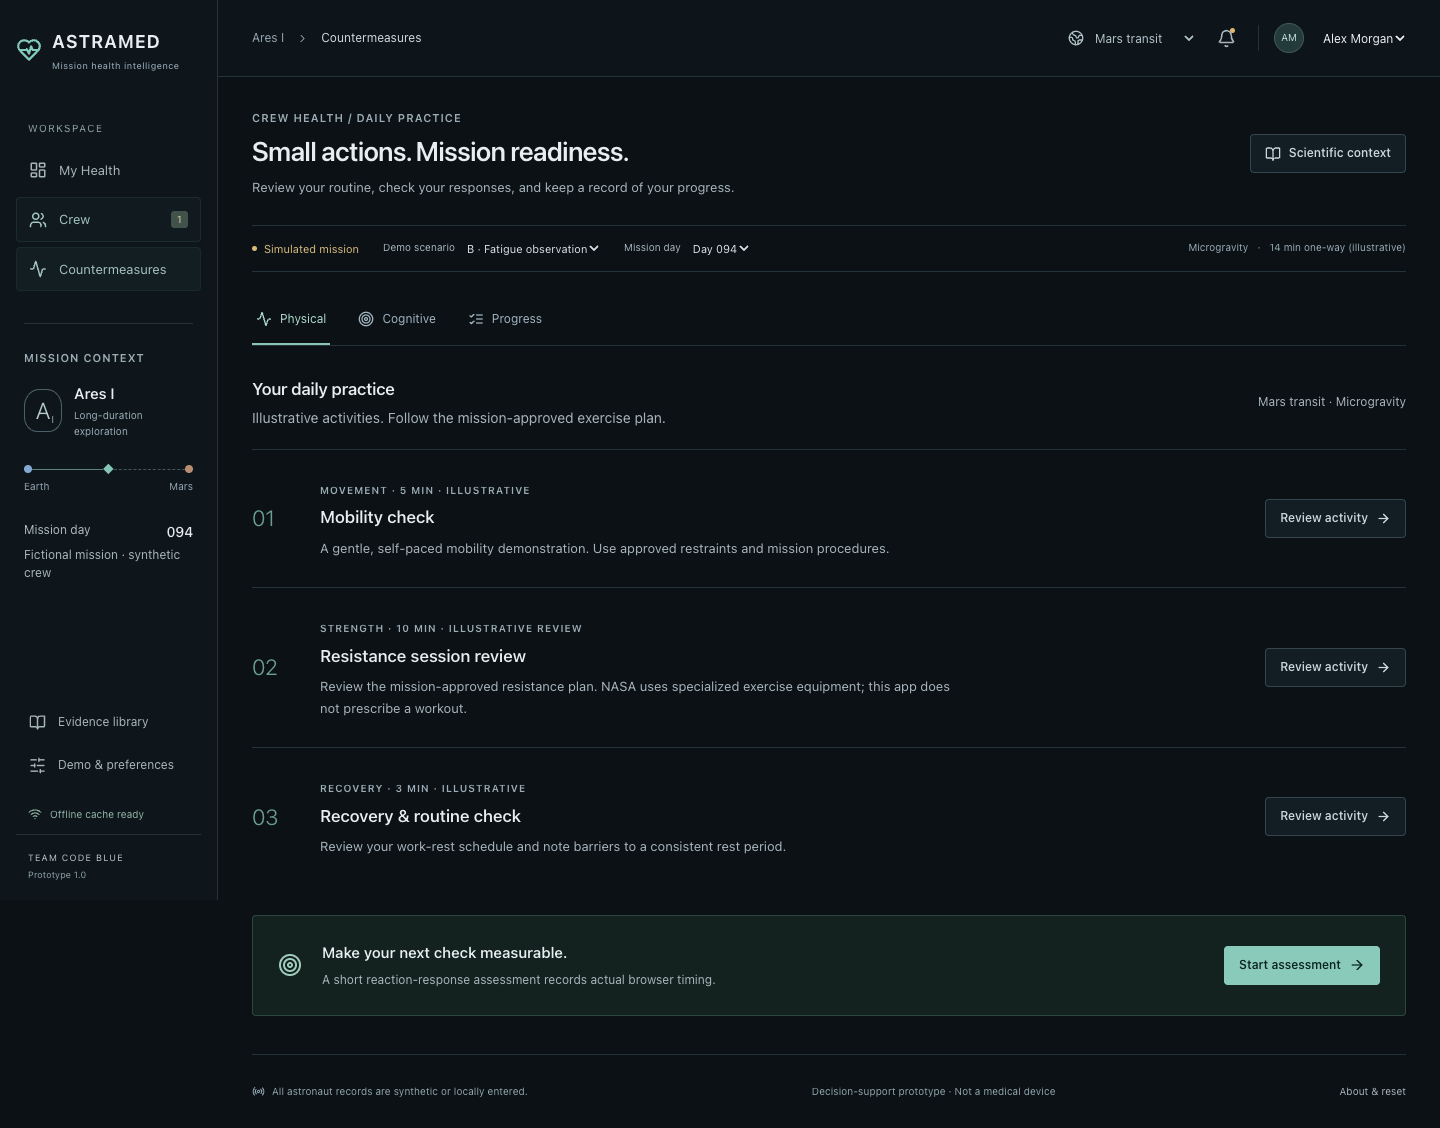 ASTRAMED
Mission health intelligence
WORKSPACE
My Health
Crew 1
Countermeasures
MISSION CONTEXT
A I
Ares I
Long-duration
exploration
Earth Mars
Mission day 094
Fictional mission · synthetic
crew
Evidence library
Demo & preferences
Offline cache ready
TEAM CODE BLUE
Prototype 1.0
Ares I Countermeasures
Mars transit
AM Alex Morgan
CREW HEALTH / DAILY PRACTICE
Small actions. Mission readiness.
Review your routine, check your responses, and keep a record of your progress.
Scientific context
Simulated mission Demo scenario B · Fatigue observation Mission day Day 094 Microgravity · 14 min one-way (illustrative)
Physical Cognitive Progress
Your daily practice
Illustrative activities. Follow the mission-approved exercise plan.
Mars transit · Microgravity
01
MOVEMENT · 5 MIN · ILLUSTRATIVE
Mobility check
A gentle, self-paced mobility demonstration. Use approved restraints and mission procedures.
Review activity
02
STRENGTH · 10 MIN · ILLUSTRATIVE REVIEW
Resistance session review
Review the mission-approved resistance plan. NASA uses specialized exercise equipment; this app does
not prescribe a workout.
Review activity
03
RECOVERY · 3 MIN · ILLUSTRATIVE
Recovery & routine check
Review your work-rest schedule and note barriers to a consistent rest period.
Review activity
Make your next check measurable.
A short reaction-response assessment records actual browser timing.
Start assessment
All astronaut records are synthetic or locally entered.
Decision-support prototype · Not a medical device
About & reset